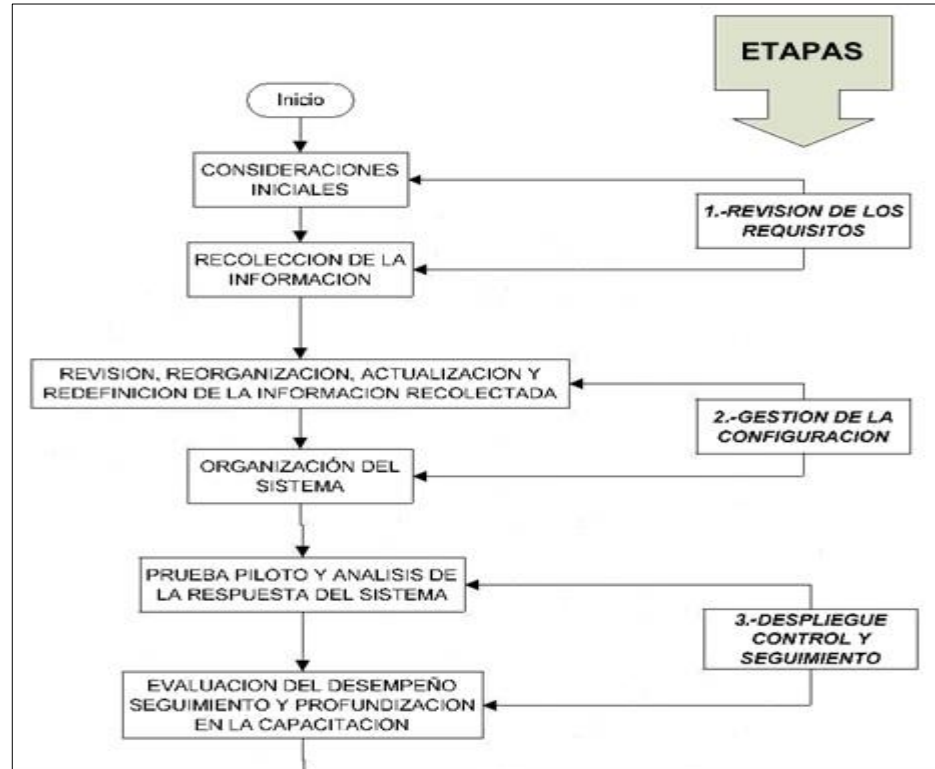 ETAPAS
Inicio
CONSIDERACIONES
INICIALES
1.-REVISION DE LOS
REQUISITOS
RECOLECCION DE LA
INFORMACION
REVISION, REORGANIZACION, ACTUALIZACION Y
REDEFINICION DE LA INFORMACION RECOLECTADA
2.-GESTION DE LA
CONFIGURACION
ORGANIZACIÓN DEL
SISTEMA
PRUEBA PILOTO Y ANALISIS DE
LA RESPUESTA DEL SISTEMA
3.-DESPLIEGUE
CONTROL Y
SEGUIMIENTO
EVALUACION DEL DESEMPEÑO
SEGUIMIENTO Y PROFUNDIZACION
EN LA CAPACITACION